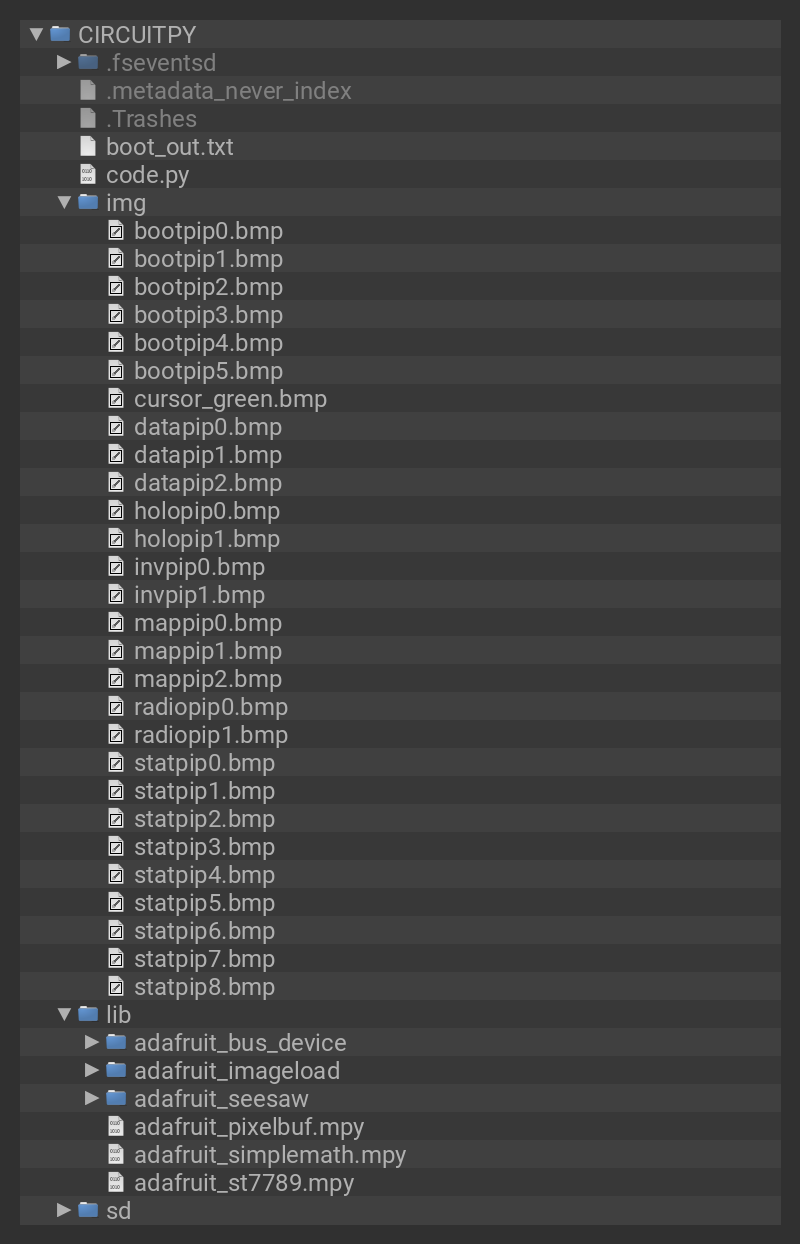 CIRCUITPY
.fseventsd
.metadata_never_index
.Trashes
boot_out.txt
code.py
img
bootpip0.bmp
bootpip1.bmp
bootpip2.bmp
bootpip3.bmp
bootpip4.bmp
bootpip5.bmp
cursor_green.bmp
datapip0.bmp
datapip1.bmp
datapip2.bmp
holopip0.bmp
holopip1.bmp
invpip0.bmp
invpip1.bmp
mappip0.bmp
mappip1.bmp
mappip2.bmp
radiopip0.bmp
radiopip1.bmp
statpip0.bmp
statpip1.bmp
statpip2.bmp
statpip3.bmp
statpip4.bmp
statpip5.bmp
statpip6.bmp
statpip7.bmp
statpip8.bmp
lib
adafruit_bus_device
adafruit_imageload
adafruit_seesaw
adafruit_pixelbuf.mpy
adafruit_simplemath.mpy
adafruit_st7789.mpy
sd